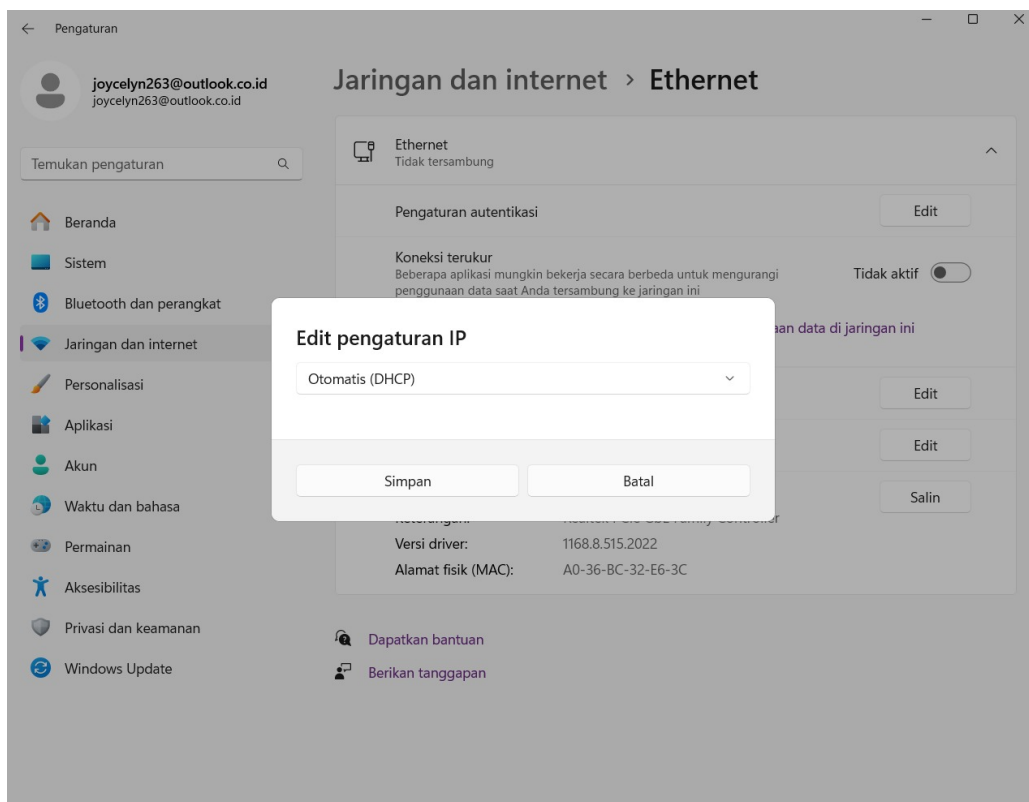 Pengaturan
joycelyn263@outlook.co.id
joycelyn263@outlook.co.id
Temukan pengaturan
Beranda
Sistem
Bluetooth dan perangkat
Jaringan dan internet
Personalisasi
Aplikasi
Akun
Waktu dan bahasa
Permainan
Aksesibilitas
Privasi dan keamanan
Windows Update
Jaringan dan internet > Ethernet
Ethernet
Tidak tersambung
Pengaturan autentikasi
Edit
Koneksi terukur
Beberapa aplikasi mungkin bekerja secara berbeda untuk mengurangi
penggunaan data saat Anda tersambung ke jaringan ini
Tidak aktif
data di jaringan ini
Edit
Edit
Salin
Edit pengaturan IP
Otomatis (DHCP)
Simpan
Batal
Versi driver: 1168.8.515.2022
Alamat fisik (MAC): A0-36-BC-32-E6-3C
Dapatkan bantuan
Berikan tanggapan